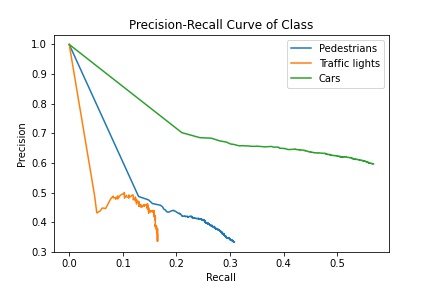 Precision-Recall Curve of Class
Pedestrians
Traffic lights
Cars
Precision
1.0
0.9
0.8
0.7
0.6
0.5
0.4
0.3
0.0 0.1 0.2 0.3 0.4 0.5
Recall